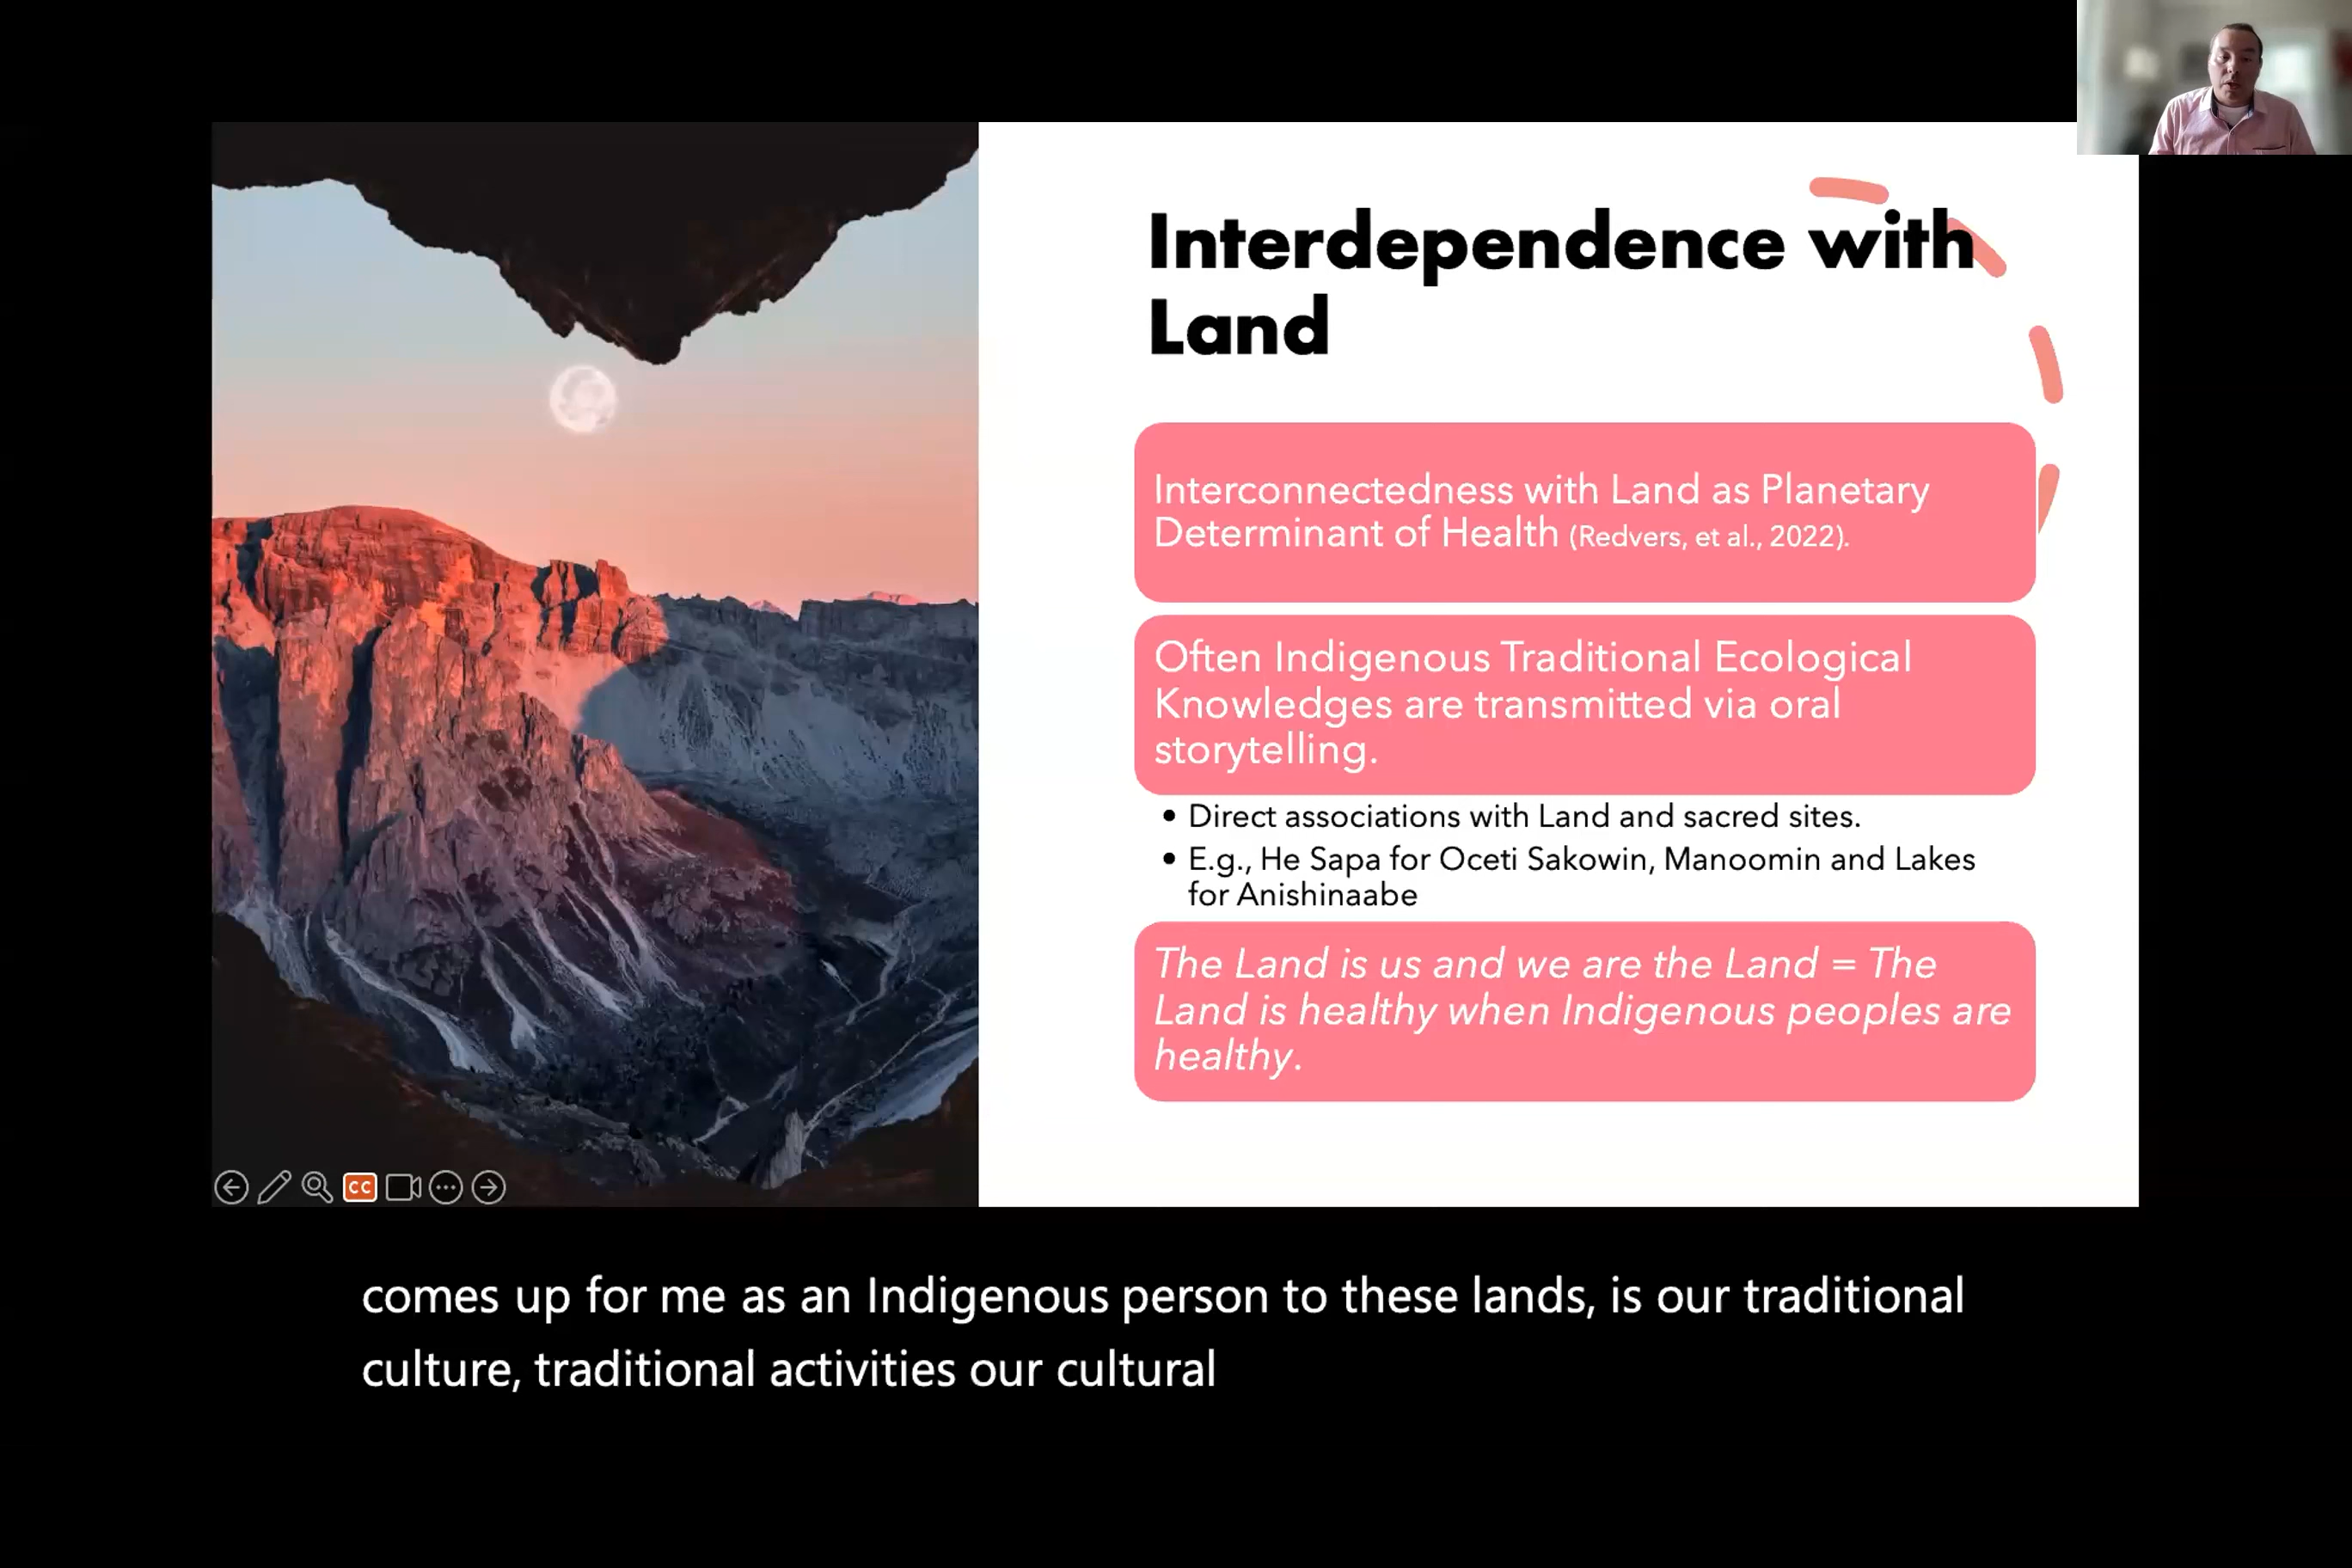 Interdependence with
Land
Interconnectedness with Land as Planetary
Determinant of Health (Redvers, et al., 2022).
Often Indigenous Traditional Ecological
Knowledges are transmitted via oral
storytelling.
• Direct associations with Land and sacred sites.
• E.g., He Sapa for Oceti Sakowin, Manoomin and Lakes
for Anishinaabe
The Land is us and we are the Land = The
Land is healthy when Indigenous peoples are
healthy.
CC
comes up for me as an Indigenous person to these lands, is our traditional
culture, traditional activities our cultural